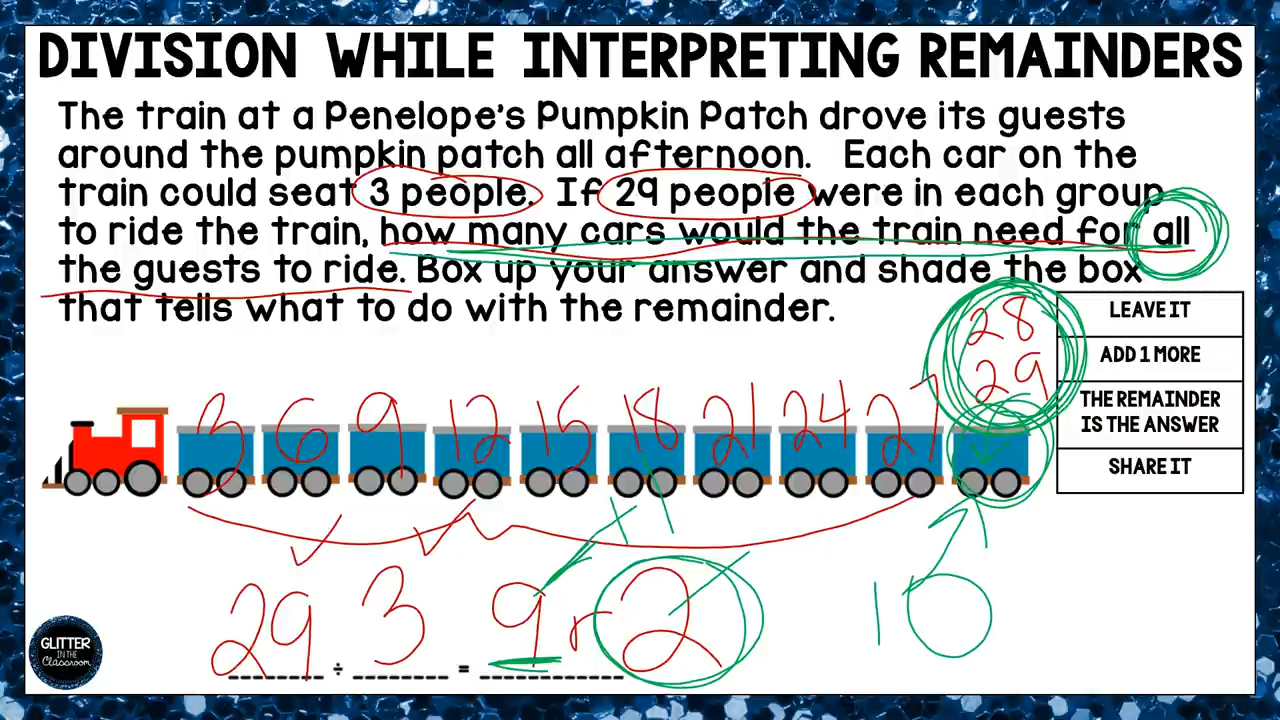 DIVISION WHILE INTERPRETING REMAINDERS
The train at a Penelope's Pumpkin Patch drove its guests
around the pumpkin patch all afternoon. Each car on the
train could seat 3 people. If 29 people were in each group
to ride the train, how many cars would the train need for all
the guests to ride. Box up your answer and shade the box
that tells what to do with the remainder.
28
29
LEAVE IT
ADD 1 MORE
THE REMAINDER
IS THE ANSWER
SHARE IT
3 6 9 12 15 18 21 24 27
29 ÷ 3 = 9 r 2
10
+1
GLITTER
IN THE
Classroom